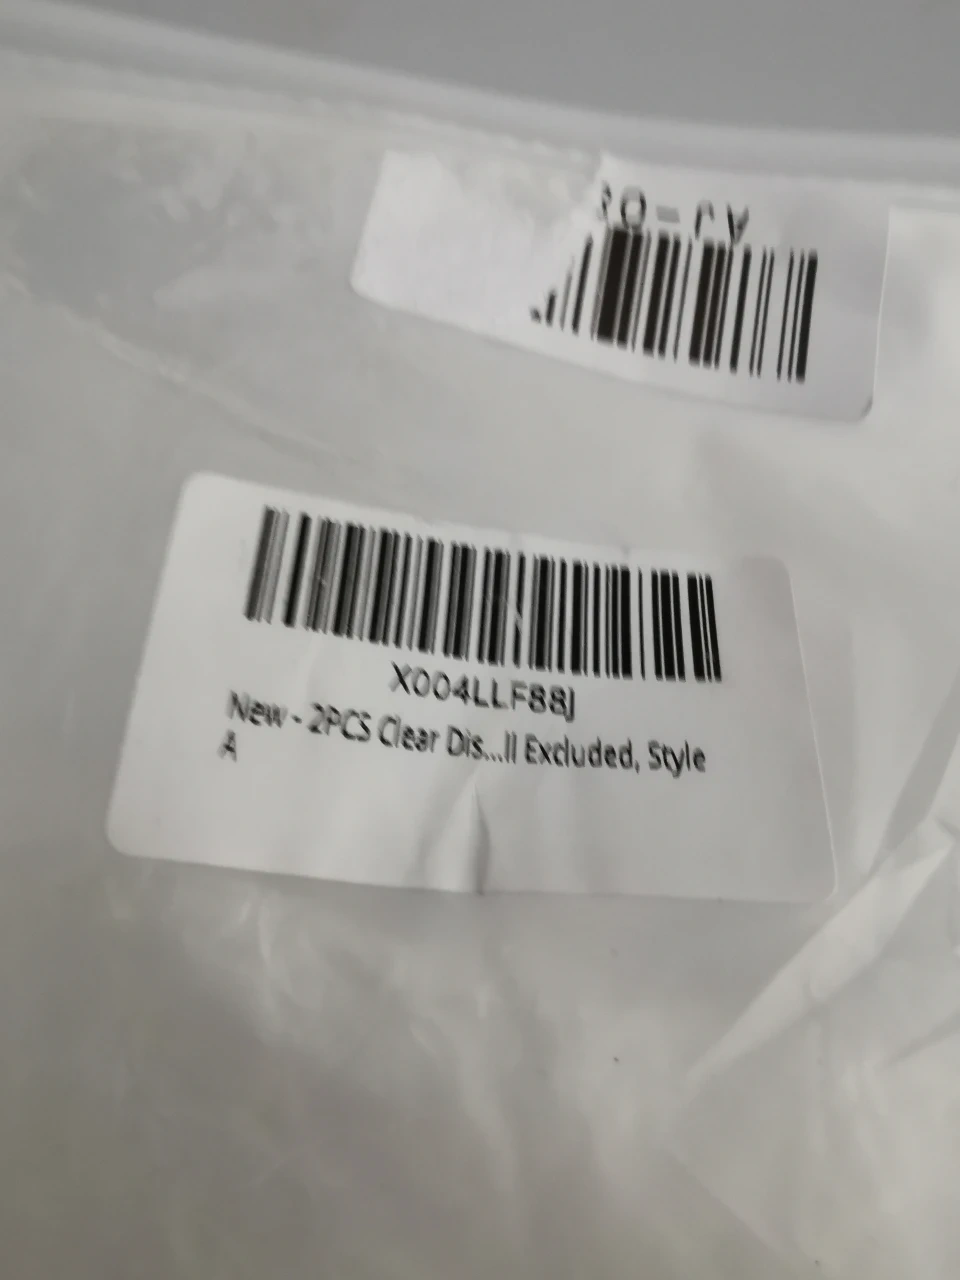 X004LLF88J
New - 2PCS Clear Dis...ll Excluded, Style
A